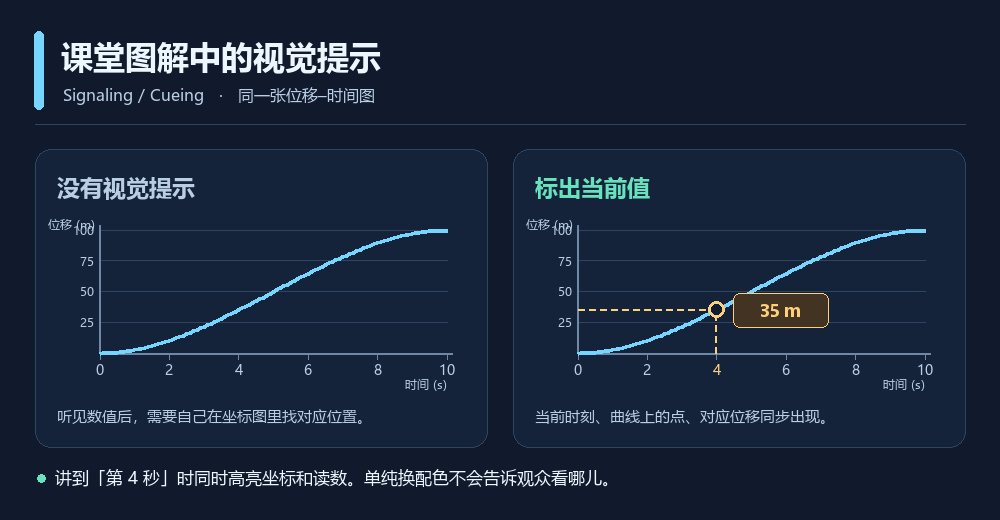 课堂图解中的视觉提示
Signaling / Cueing · 同一张位移–时间图
没有视觉提示
位移 (m)
100
75
50
25
0 2 4 6 8 10
时间 (s)
听见数值后，需要自己在坐标图里找对应位置。
标出当前值
位移 (m)
100
75
50
25
35 m
0 2 4 6 8 10
时间 (s)
当前时刻、曲线上的点、对应位移同步出现。
讲到「第 4 秒」时同时高亮坐标和读数。单纯换配色不会告诉观众看哪儿。